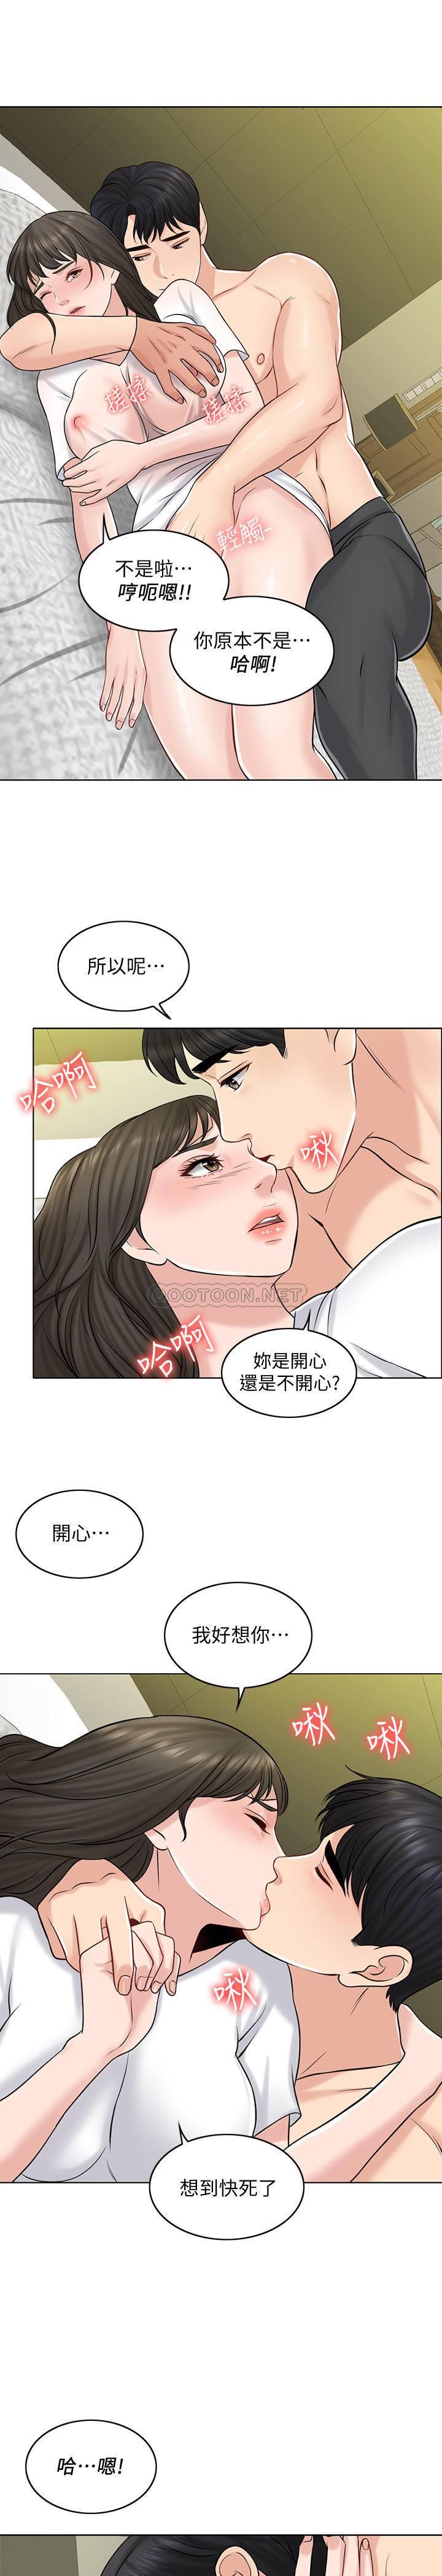 搓揉
搓揉
輕觸-
不是啦…
哼呃嗯!!
你原本不是…
哈啊!
所以呢…
哈啊
啾
GOOTOON.NET
哈啊
妳是開心
還是不開心?
開心…
我好想你…
啾
啾
啾
想到快死了
哈…嗯!